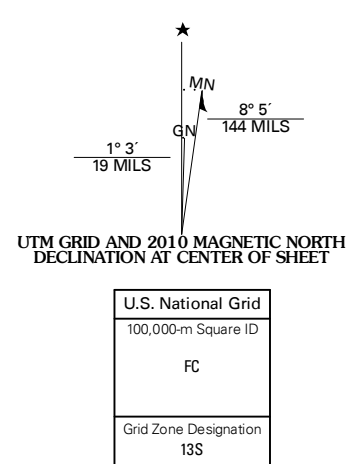 MN
GN
8° 5´
144 MILS
1° 3´
19 MILS
UTM GRID AND 2010 MAGNETIC NORTH
DECLINATION AT CENTER OF SHEET
U.S. National Grid
100,000-m Square ID
FC
Grid Zone Designation
13S